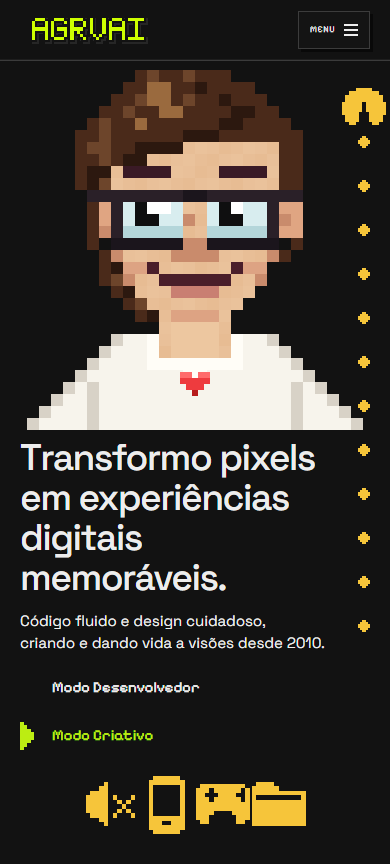 AGRVAI
MENU
Transformo pixels
em experiências
digitais
memoráveis.
Código fluido e design cuidadoso,
criando e dando vida a visões desde 2010.
Modo Desenvolvedor
Modo Criativo